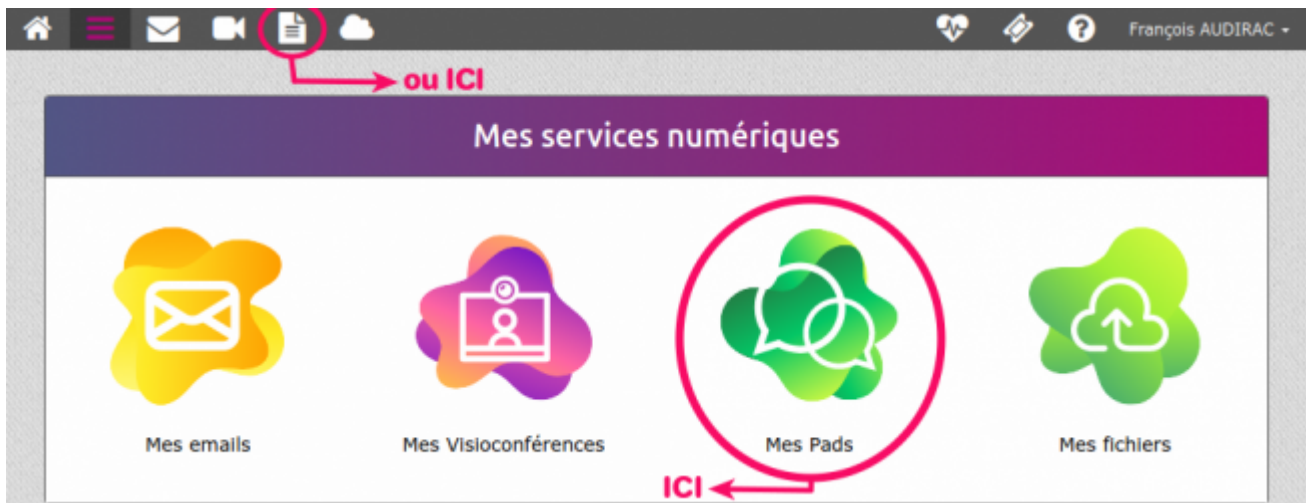 François AUDIRAC
ou ICI
Mes services numériques
Mes emails
Mes Visioconférences
Mes Pads
Mes fichiers
ICI